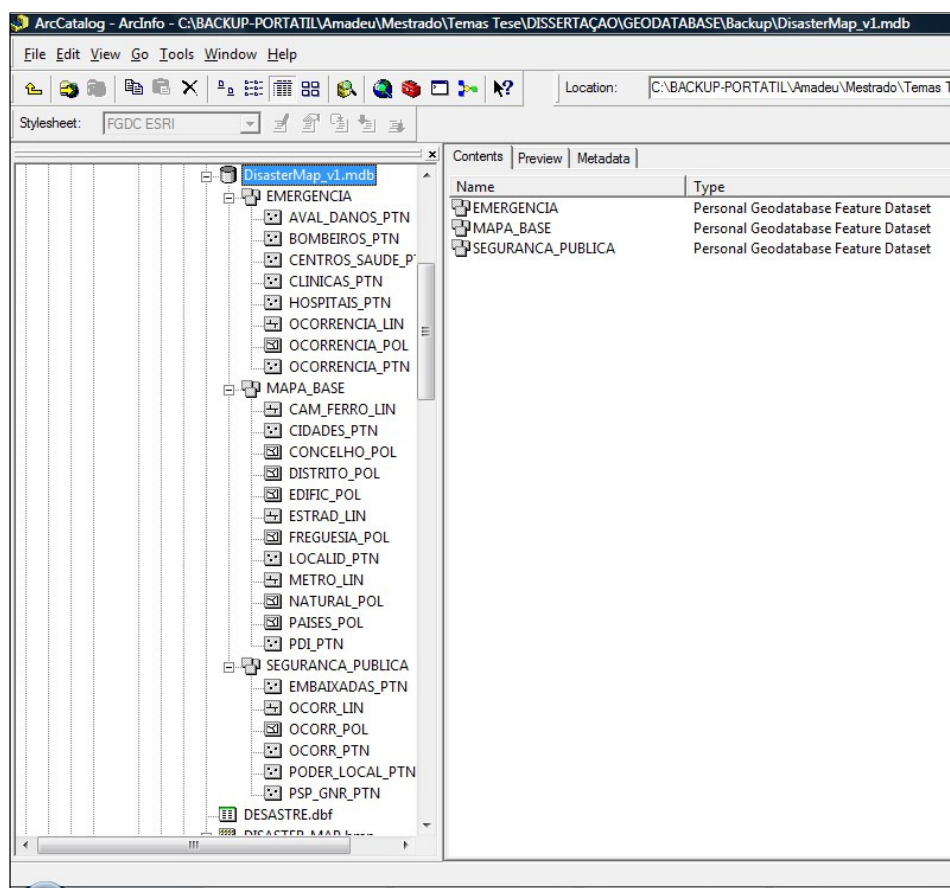 ArcCatalog - ArcInfo - C:\BACKUP-PORTATIL\Amadeu\Mestrado\Temas Tese\DISSERTAÇAO\GEODATABASE\Backup\DisasterMap_v1.mdb
File Edit View Go Tools Window Help
Location: C:\BACKUP-PORTATIL\Amadeu\Mestrado\Temas T
Stylesheet: FGDC ESRI
Contents Preview Metadata
Name Type
EMERGENCIA Personal Geodatabase Feature Dataset
MAPA_BASE Personal Geodatabase Feature Dataset
SEGURANCA_PUBLICA Personal Geodatabase Feature Dataset
DisasterMap_v1.mdb
EMERGENCIA
AVAL_DANOS_PTN
BOMBEIROS_PTN
CENTROS_SAUDE_P
CLINICAS_PTN
HOSPITAIS_PTN
OCORRENCIA_LIN
OCORRENCIA_POL
OCORRENCIA_PTN
MAPA_BASE
CAM_FERRO_LIN
CIDADES_PTN
CONCELHO_POL
DISTRITO_POL
EDIFIC_POL
ESTRAD_LIN
FREGUESIA_POL
LOCALID_PTN
METRO_LIN
NATURAL_POL
PAISES_POL
PDI_PTN
SEGURANCA_PUBLICA
EMBAIXADAS_PTN
OCORR_LIN
OCORR_POL
OCORR_PTN
PODER_LOCAL_PTN
PSP_GNR_PTN
DESASTRE.dbf